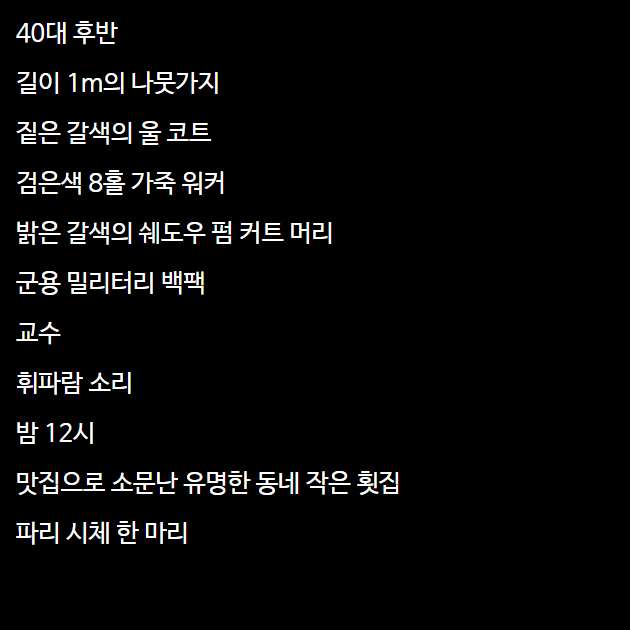 40대 후반
길이 1m의 나뭇가지
짙은 갈색의 울 코트
검은색 8홀 가죽 워커
밝은 갈색의 쉐도우 펌 커트 머리
군용 밀리터리 백팩
교수
휘파람 소리
밤 12시
맛집으로 소문난 유명한 동네 작은 횟집
파리 시체 한 마리